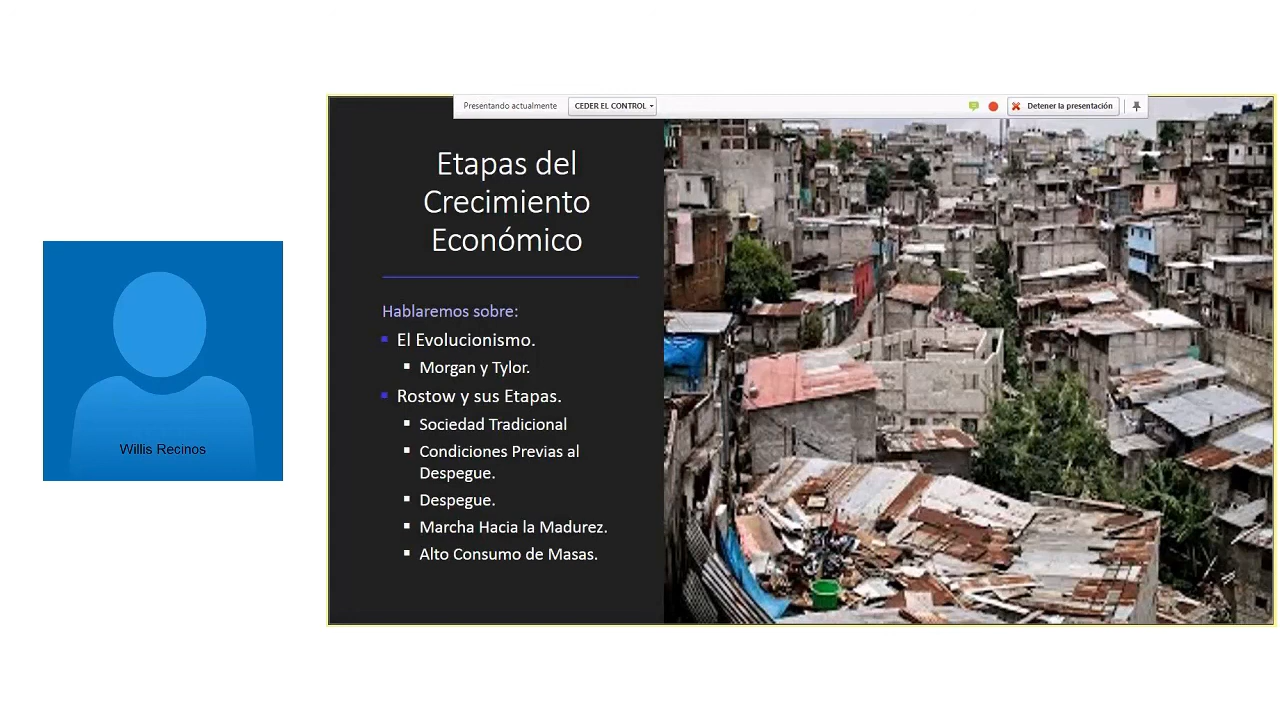 Presentando actualmente
CEDER EL CONTROL
Detener la presentación
Etapas del
Crecimiento
Económico
Hablaremos sobre:
El Evolucionismo.
Morgan y Tylor.
Rostow y sus Etapas.
Sociedad Tradicional
Condiciones Previas al
Despegue.
Despegue.
Marcha Hacia la Madurez.
Alto Consumo de Masas.
Willis Recinos